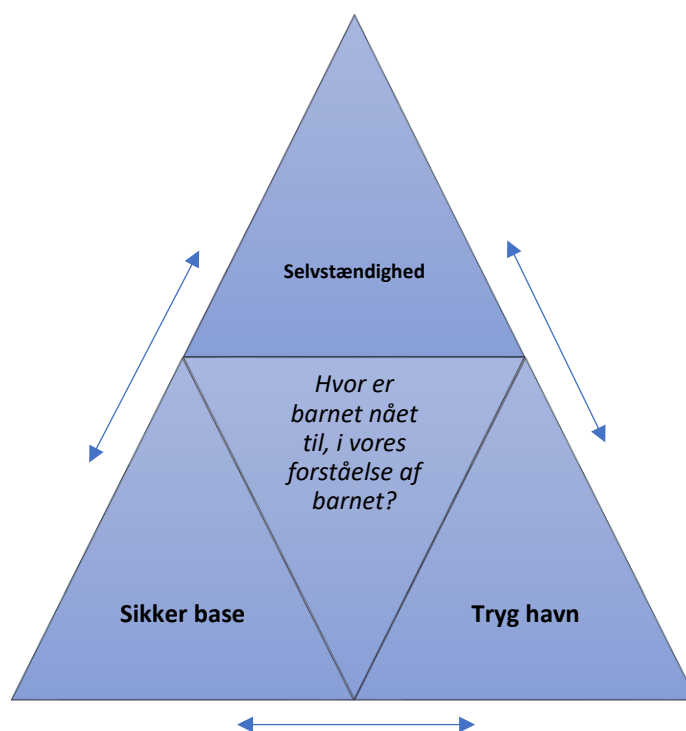 Selvstændighed
Hvor er
barnet nået
til, i vores
forståelse af
barnet?
Sikker base
Tryg havn